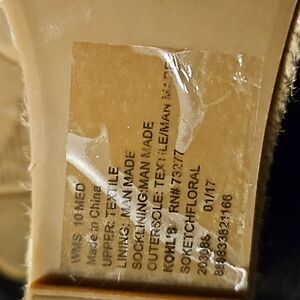 WMS 10 MED
Made in China
UPPER: TEXTILE
LINING: MAN MADE
SOCKLINING:MAN MADE
OUTERSOLE: TEXTILE/MAN MADE
KOHL'S RN# 73277
SOKETCHFLORAL
203086 01/17